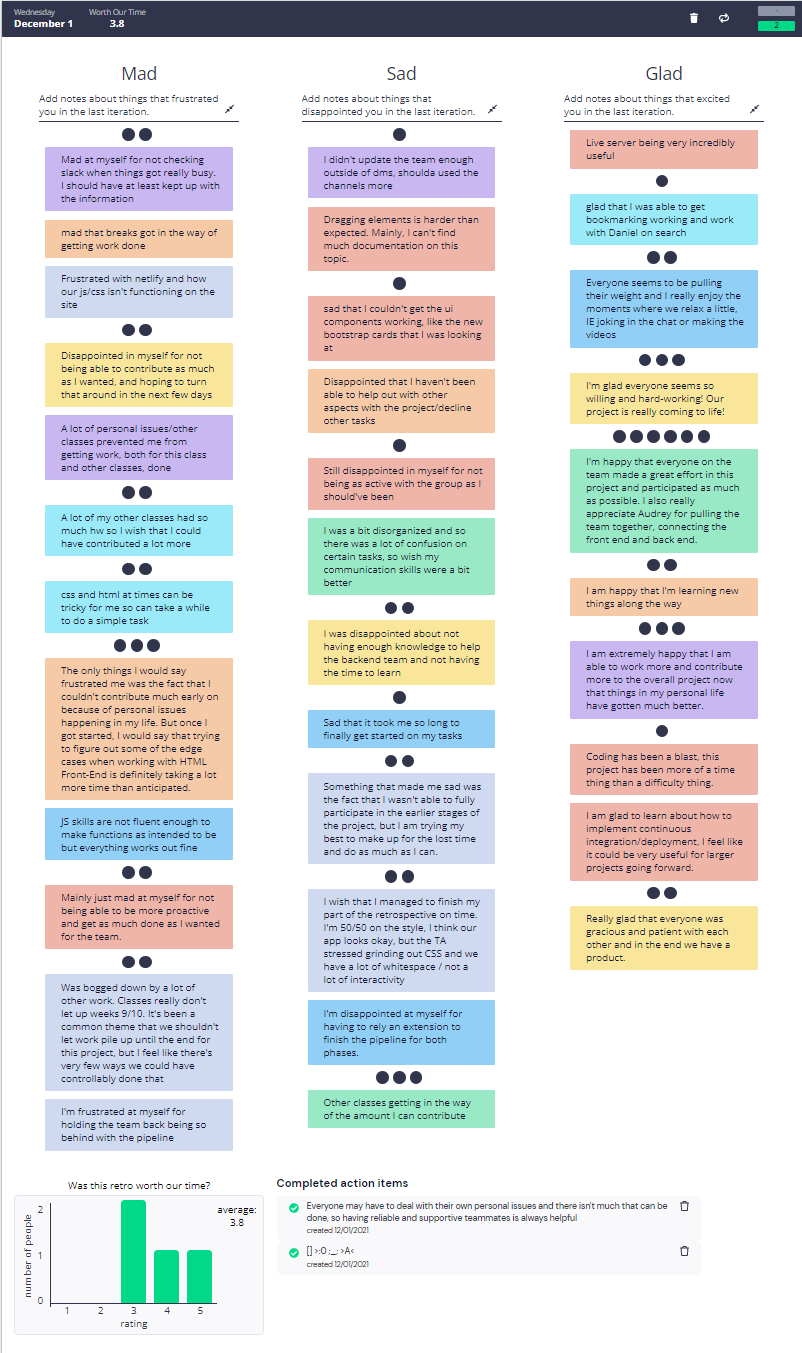 Wednesday
December 1
Worth Our Time
3.8
2
Mad
Add notes about things that frustrated
you in the last iteration.
Mad at myself for not checking
slack when things got really busy.
I should have at least kept up with
the information
mad that breaks got in the way of
getting work done
Frustrated with netlify and how
our js/css isn't functioning on the
site
Disappointed in myself for not
being able to contribute as much
as I wanted, and hoping to turn
that around in the next few days
A lot of personal issues/other
classes prevented me from
getting work, both for this class
and other classes, done
A lot of my other classes had so
much hw so I wish that I could
have contributed a lot more
css and html at times can be
tricky for me so can take a while
to do a simple task
The only things I would say
frustrated me was the fact that I
couldn't contribute much early on
because of personal issues
happening in my life. But once I
got started, I would say that trying
to figure out some of the edge
cases when working with HTML
Front-End is definitely taking a lot
more time than anticipated.
JS skills are not fluent enough to
make functions as intended to be
but everything works out fine
Mainly just mad at myself for not
being able to be more proactive
and get as much done as I wanted
for the team.
Was bogged down by a lot of
other work. Classes really don't
let up weeks 9/10. It's been a
common theme that we shouldn't
let work pile up until the end for
this project, but I feel like there's
very few ways we could have
controllably done that
I'm frustrated at myself for
holding the team back being so
behind with the pipeline
Sad
Add notes about things that
disappointed you in the last iteration.
I didn't update the team enough
outside of dms, shoulda used the
channels more
Dragging elements is harder than
expected. Mainly, I can't find
much documentation on this
topic.
sad that I couldn't get the ui
components working, like the new
bootstrap cards that I was looking
at
Disappointed that I haven't been
able to help out with other
aspects with the project/decline
other tasks
Still disappointed in myself for not
being as active with the group as I
should've been
I was a bit disorganized and so
there was a lot of confusion on
certain tasks, so wish my
communication skills were a bit
better
I was disappointed about not
having enough knowledge to help
the backend team and not having
the time to learn
Sad that it took me so long to
finally get started on my tasks
Something that made me sad was
the fact that I wasn't able to fully
participate in the earlier stages of
the project, but I am trying my
best to make up for the lost time
and do as much as I can.
I wish that I managed to finish my
part of the retrospective on time.
I'm 50/50 on the style, I think our
app looks okay, but the TA
stressed grinding out CSS and we
have a lot of whitespace / not a
lot of interactivity
I'm disappointed at myself for
having to rely an extension to
finish the pipeline for both
phases.
Other classes getting in the way
of the amount I can contribute
Glad
Add notes about things that excited
you in the last iteration.
Live server being very incredibly
useful
glad that I was able to get
bookmarking working and work
with Daniel on search
Everyone seems to be pulling
their weight and I really enjoy the
moments where we relax a little,
IE joking in the chat or making the
videos
I'm glad everyone seems so
willing and hard-working! Our
project is really coming to life!
I'm happy that everyone on the
team made a great effort in this
project and participated as much
as possible. I also really
appreciate Audrey for pulling the
team together, connecting the
front end and back end.
I am happy that I'm learning new
things along the way
I am extremely happy that I am
able to work more and contribute
more to the overall project now
that things in my personal life
have gotten much better.
Coding has been a blast, this
project has been more of a time
thing than a difficulty thing.
I am glad to learn about how to
implement continuous
integration/deployment, I feel like
it could be very useful for larger
projects going forward.
Really glad that everyone was
gracious and patient with each
other and in the end we have a
product.
Was this retro worth our time?
average:
3.8
number of people
2
1
0
1 2 3 4 5
rating
Completed action items
Everyone may have to deal with their own personal issues and there isn't much that can be
done, so having reliable and supportive teammates is always helpful
created 12/01/2021
[] >:O ;_; >A<
created 12/01/2021